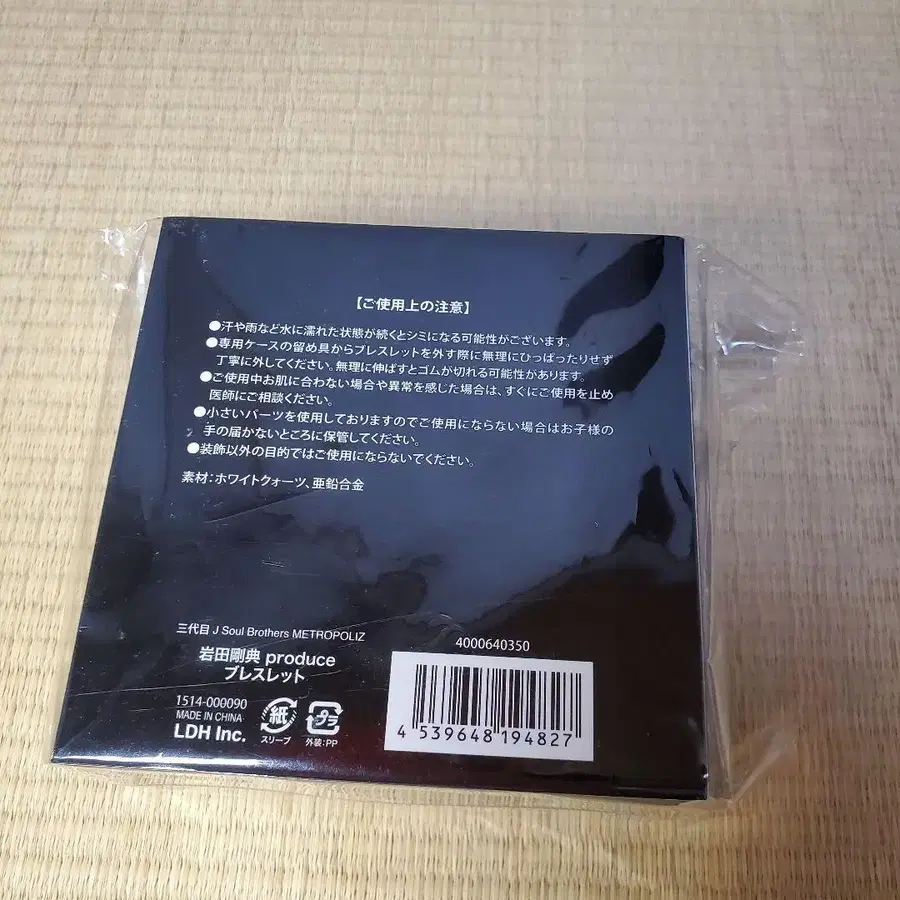 【ご使用上の注意】
●汗や雨など水に濡れた状態が続くとシミになる可能性がございます。
●専用ケースの留め具からブレスレットを外す際に無理にひっぱったりせず
丁寧に外してください。無理に伸ばすとゴムが切れる可能性があります。
●ご使用中お肌に合わない場合や異常を感じた場合は、すぐにご使用を止め
医師にご相談ください。
●小さいパーツを使用しておりますのでご使用にならない場合はお子様の
手の届かないところに保管してください。
●装飾以外の目的ではご使用にならないでください。
素材:ホワイトクォーツ、亜鉛合金
三代目 J Soul Brothers METROPOLIZ
岩田剛典 produce
ブレスレット
1514-000090
MADE IN CHINA
LDH Inc.
紙
スリーブ
プラ
外装:PP
4000640350
4 539648 194827